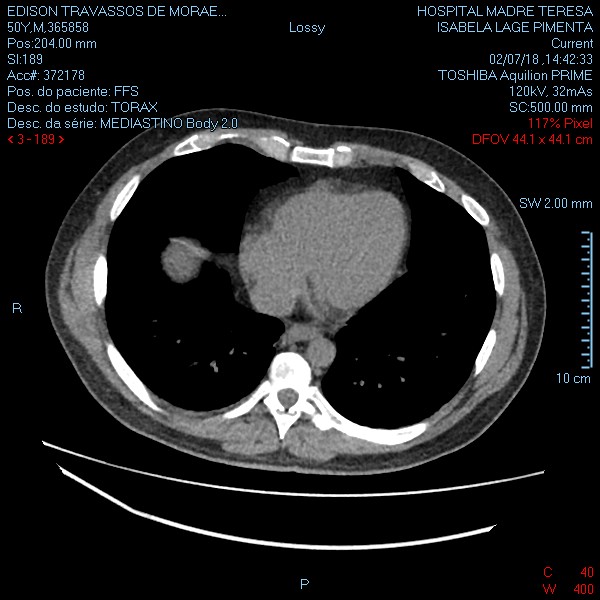 EDISON TRAVASSOS DE MORAE...
50Y,M,365858
Pos:204.00 mm
SI:189
Acc#: 372178
Pos. do paciente: FFS
Desc. do estudo: TORAX
Desc. da série: MEDIASTINO Body 2.0
< 3 - 189 >
Lossy
HOSPITAL MADRE TERESA
ISABELA LAGE PIMENTA
Current
02/07/18 ,14:42:33
TOSHIBA Aquilion PRIME
120kV, 32mAs
SC:500.00 mm
117% Pixel
DFOV 44.1 x 44.1 cm
SW 2.00 mm
R
10 cm
P
C 40
W 400